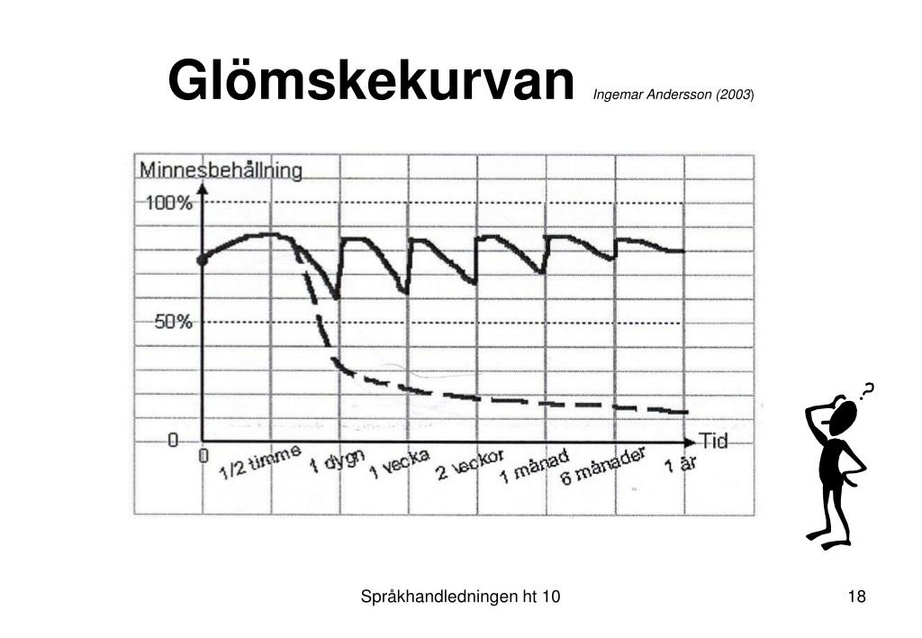 Glömskekurvan Ingemar Andersson (2003)
Minnesbehållning
100%
50%
0
Tid
0 1/2 timme 1 dygn 1 vecka 2 veckor 1 månad 6 månader 1 år
?
Språkhandledningen ht 10 18